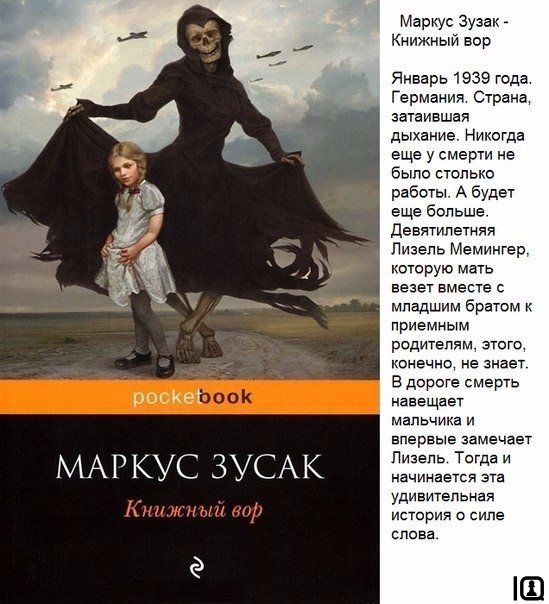 pocketbook
МАРКУС ЗУСАК
Книжный вор
Маркус Зузак -
Книжный вор
Январь 1939 года.
Германия. Страна,
затаившая
дыхание. Никогда
еще у смерти не
было столько
работы. А будет
еще больше.
Девятилетняя
Лизель Мемингер,
которую мать
везет вместе с
младшим братом к
приемным
родителям, этого,
конечно, не знает.
В дороге смерть
навещает
мальчика и
впервые замечает
Лизель. Тогда и
начинается эта
удивительная
история о силе
слова.